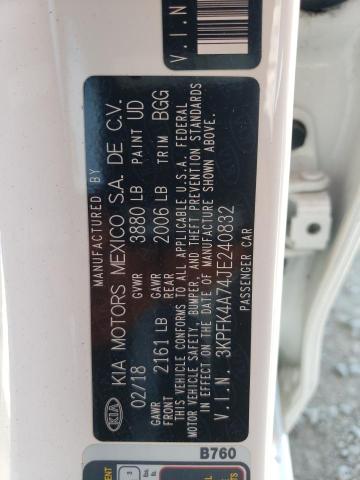 V.I.N
MANUFACTURED BY
KIA KIA MOTORS MEXICO S.A. DE C.V.
02/18 GVWR 3880 LB PAINT UD
GAWR FRONT 2161 LB GAWR REAR 2006 LB TRIM BGG
THIS VEHICLE CONFORMS TO ALL APPLICABLE U.S.A. FEDERAL
MOTOR VEHICLE SAFETY, BUMPER, AND THEFT PREVENTION STANDARDS
IN EFFECT ON THE DATE OF MANUFACTURE SHOWN ABOVE.
V.I.N. 3KPFK4A74JE240832
PASSENGER CAR
B760